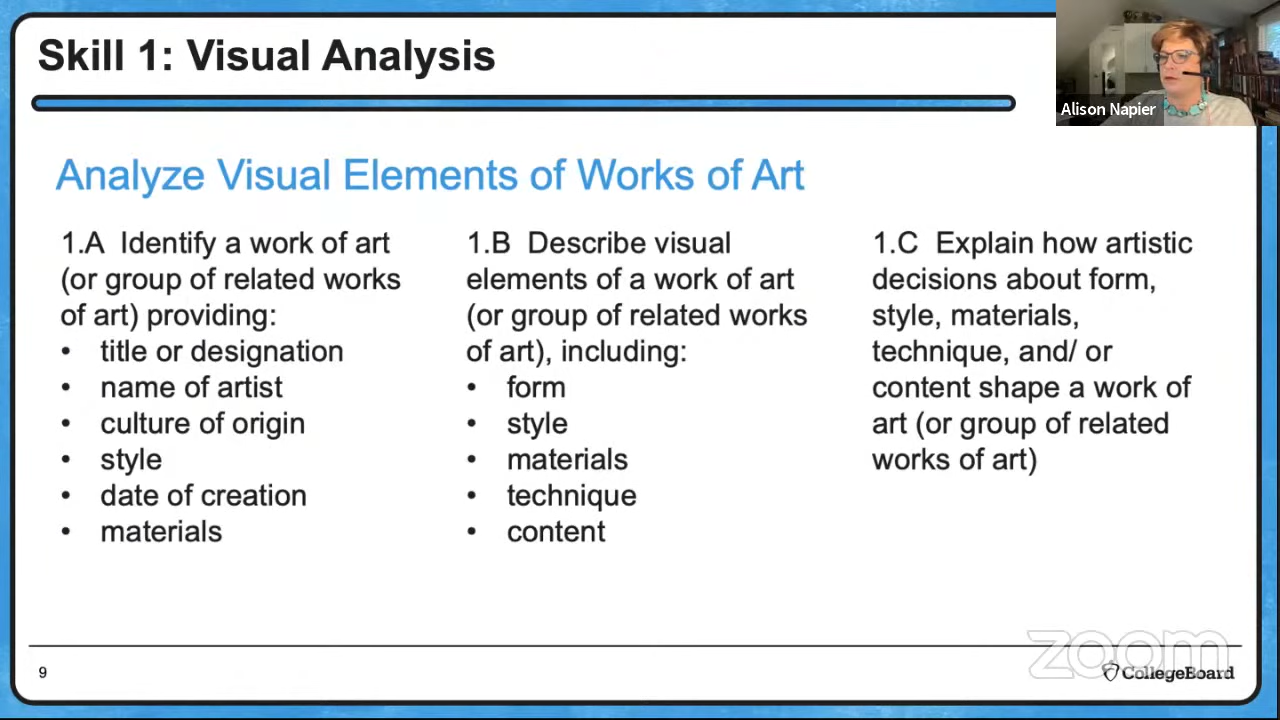 Skill 1: Visual Analysis
Alison Napier
Analyze Visual Elements of Works of Art
1.A Identify a work of art
(or group of related works
of art) providing:
• title or designation
• name of artist
• culture of origin
• style
• date of creation
• materials
1.B Describe visual
elements of a work of art
(or group of related works
of art), including:
• form
• style
• materials
• technique
• content
1.C Explain how artistic
decisions about form,
style, materials,
technique, and/ or
content shape a work of
art (or group of related
works of art)
9
zoom
CollegeBoard